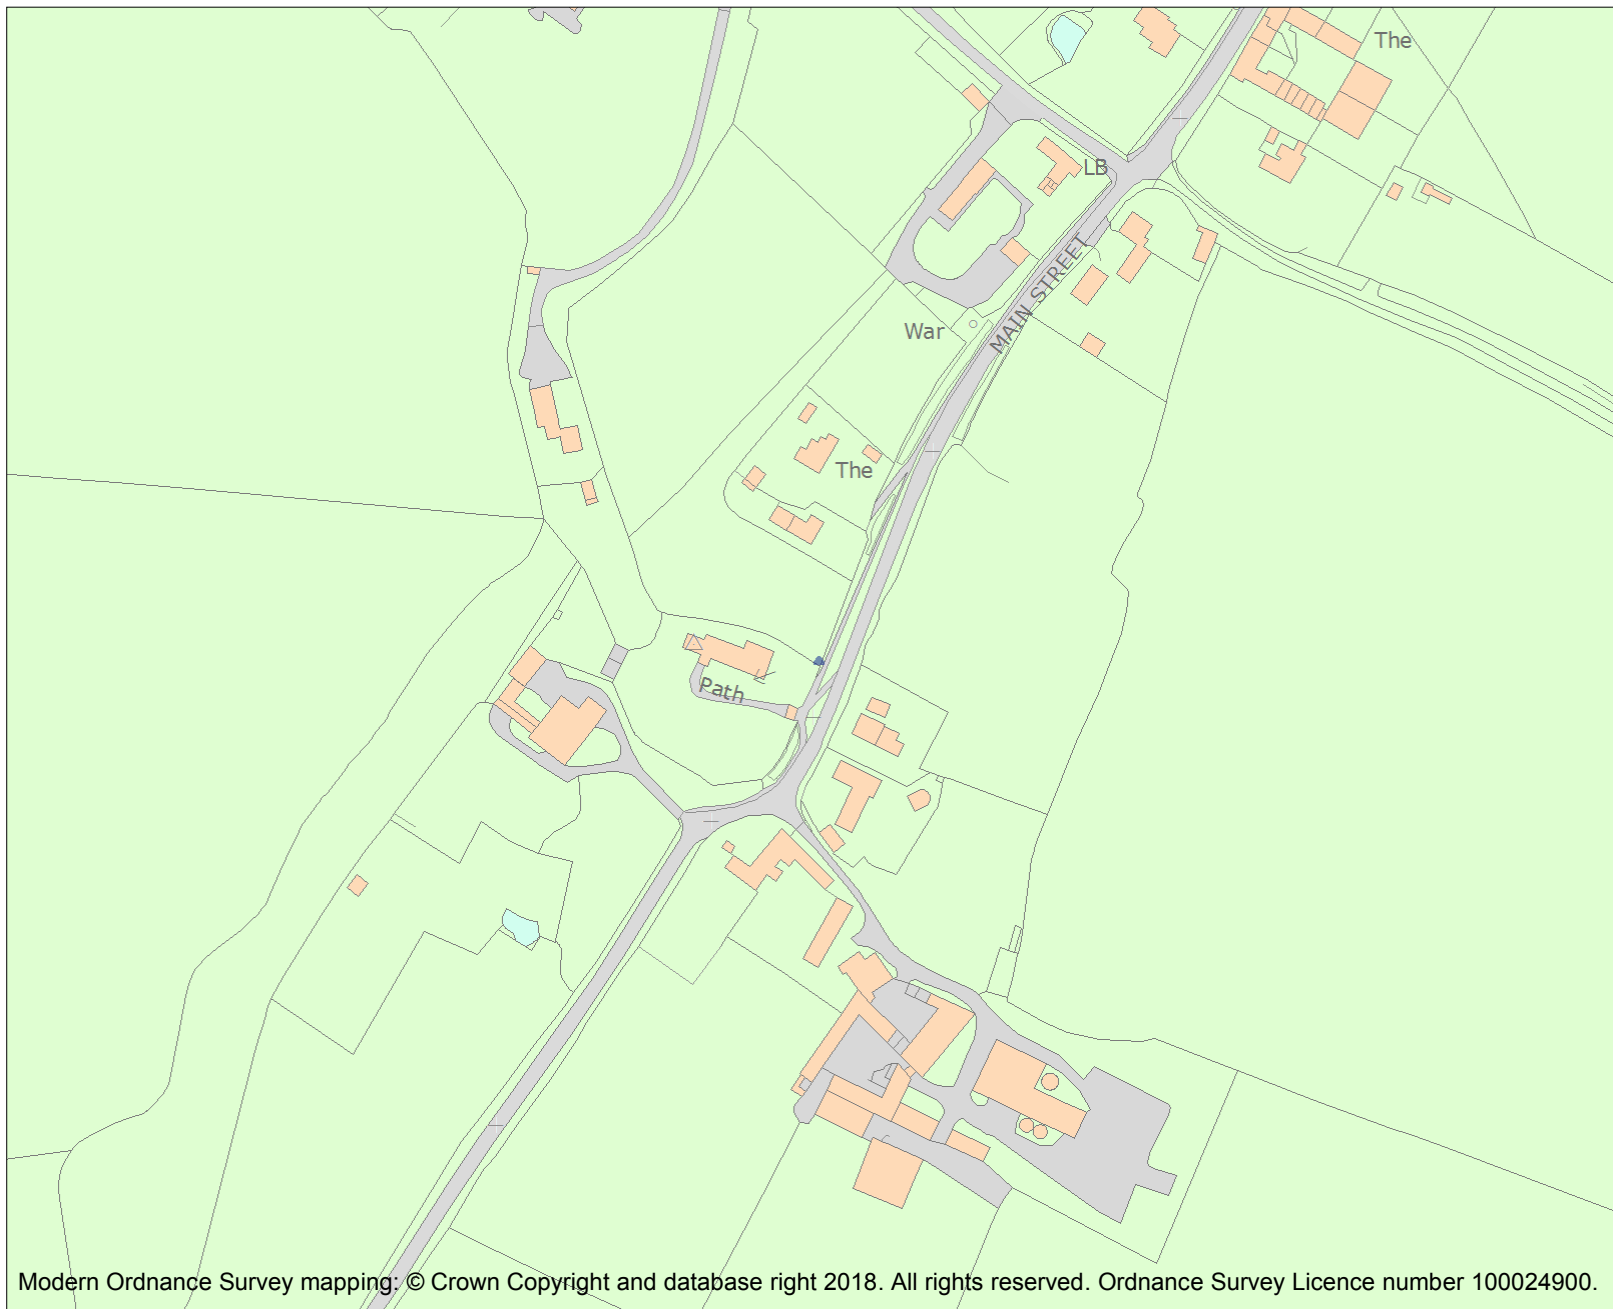 The
LB
MAIN STREET
War
The
Path
Modern Ordnance Survey mapping: © Crown Copyright and database right 2018. All rights reserved. Ordnance Survey Licence number 100024900.